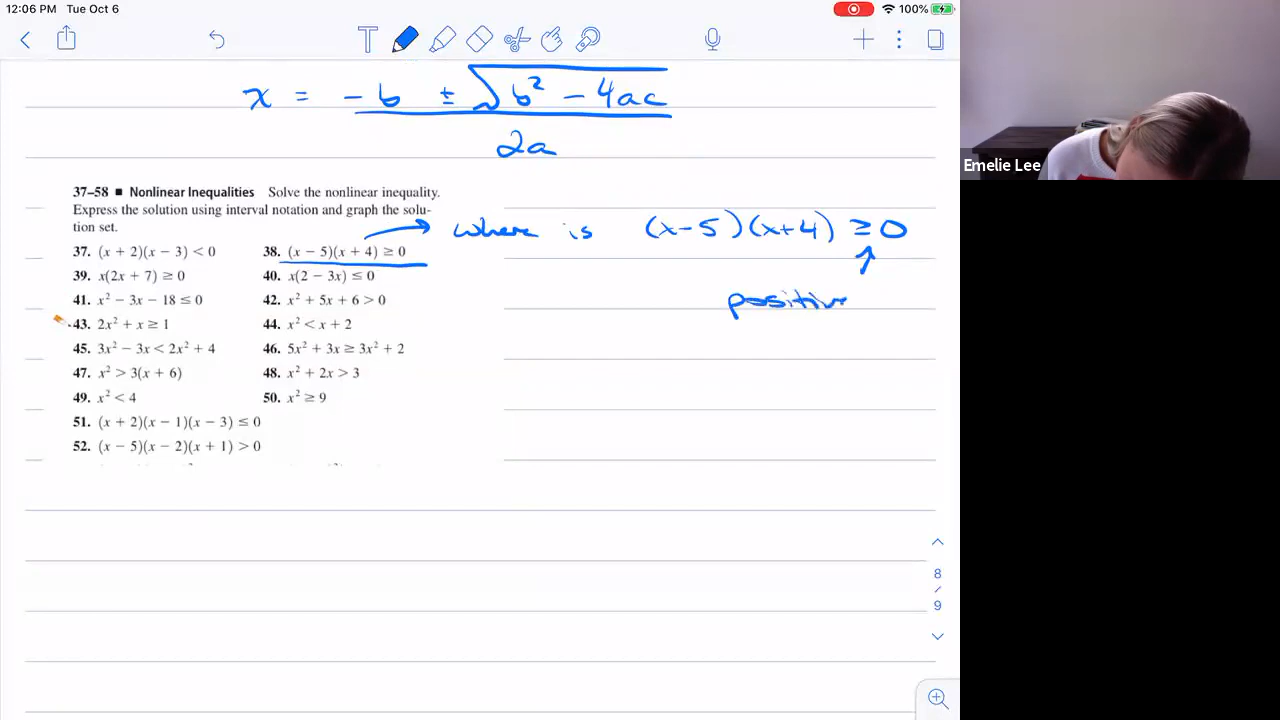 12:06 PM Tue Oct 6
100%
x = -b ± √b² - 4ac
2a
Emelie Lee
37–58 ■ Nonlinear Inequalities Solve the nonlinear inequality.
Express the solution using interval notation and graph the solu-
tion set.
where is (x-5)(x+4) ≥ 0
37. (x + 2)(x − 3) < 0 38. (x − 5)(x + 4) ≥ 0
39. x(2x + 7) ≥ 0 40. x(2 − 3x) ≤ 0
positive
41. x² − 3x − 18 ≤ 0 42. x² + 5x + 6 > 0
43. 2x² + x ≥ 1 44. x² < x + 2
45. 3x² − 3x < 2x² + 4 46. 5x² + 3x ≥ 3x² + 2
47. x² > 3(x + 6) 48. x² + 2x > 3
49. x² < 4 50. x² ≥ 9
51. (x + 2)(x − 1)(x − 3) ≤ 0
52. (x − 5)(x − 2)(x + 1) > 0
8
/
9